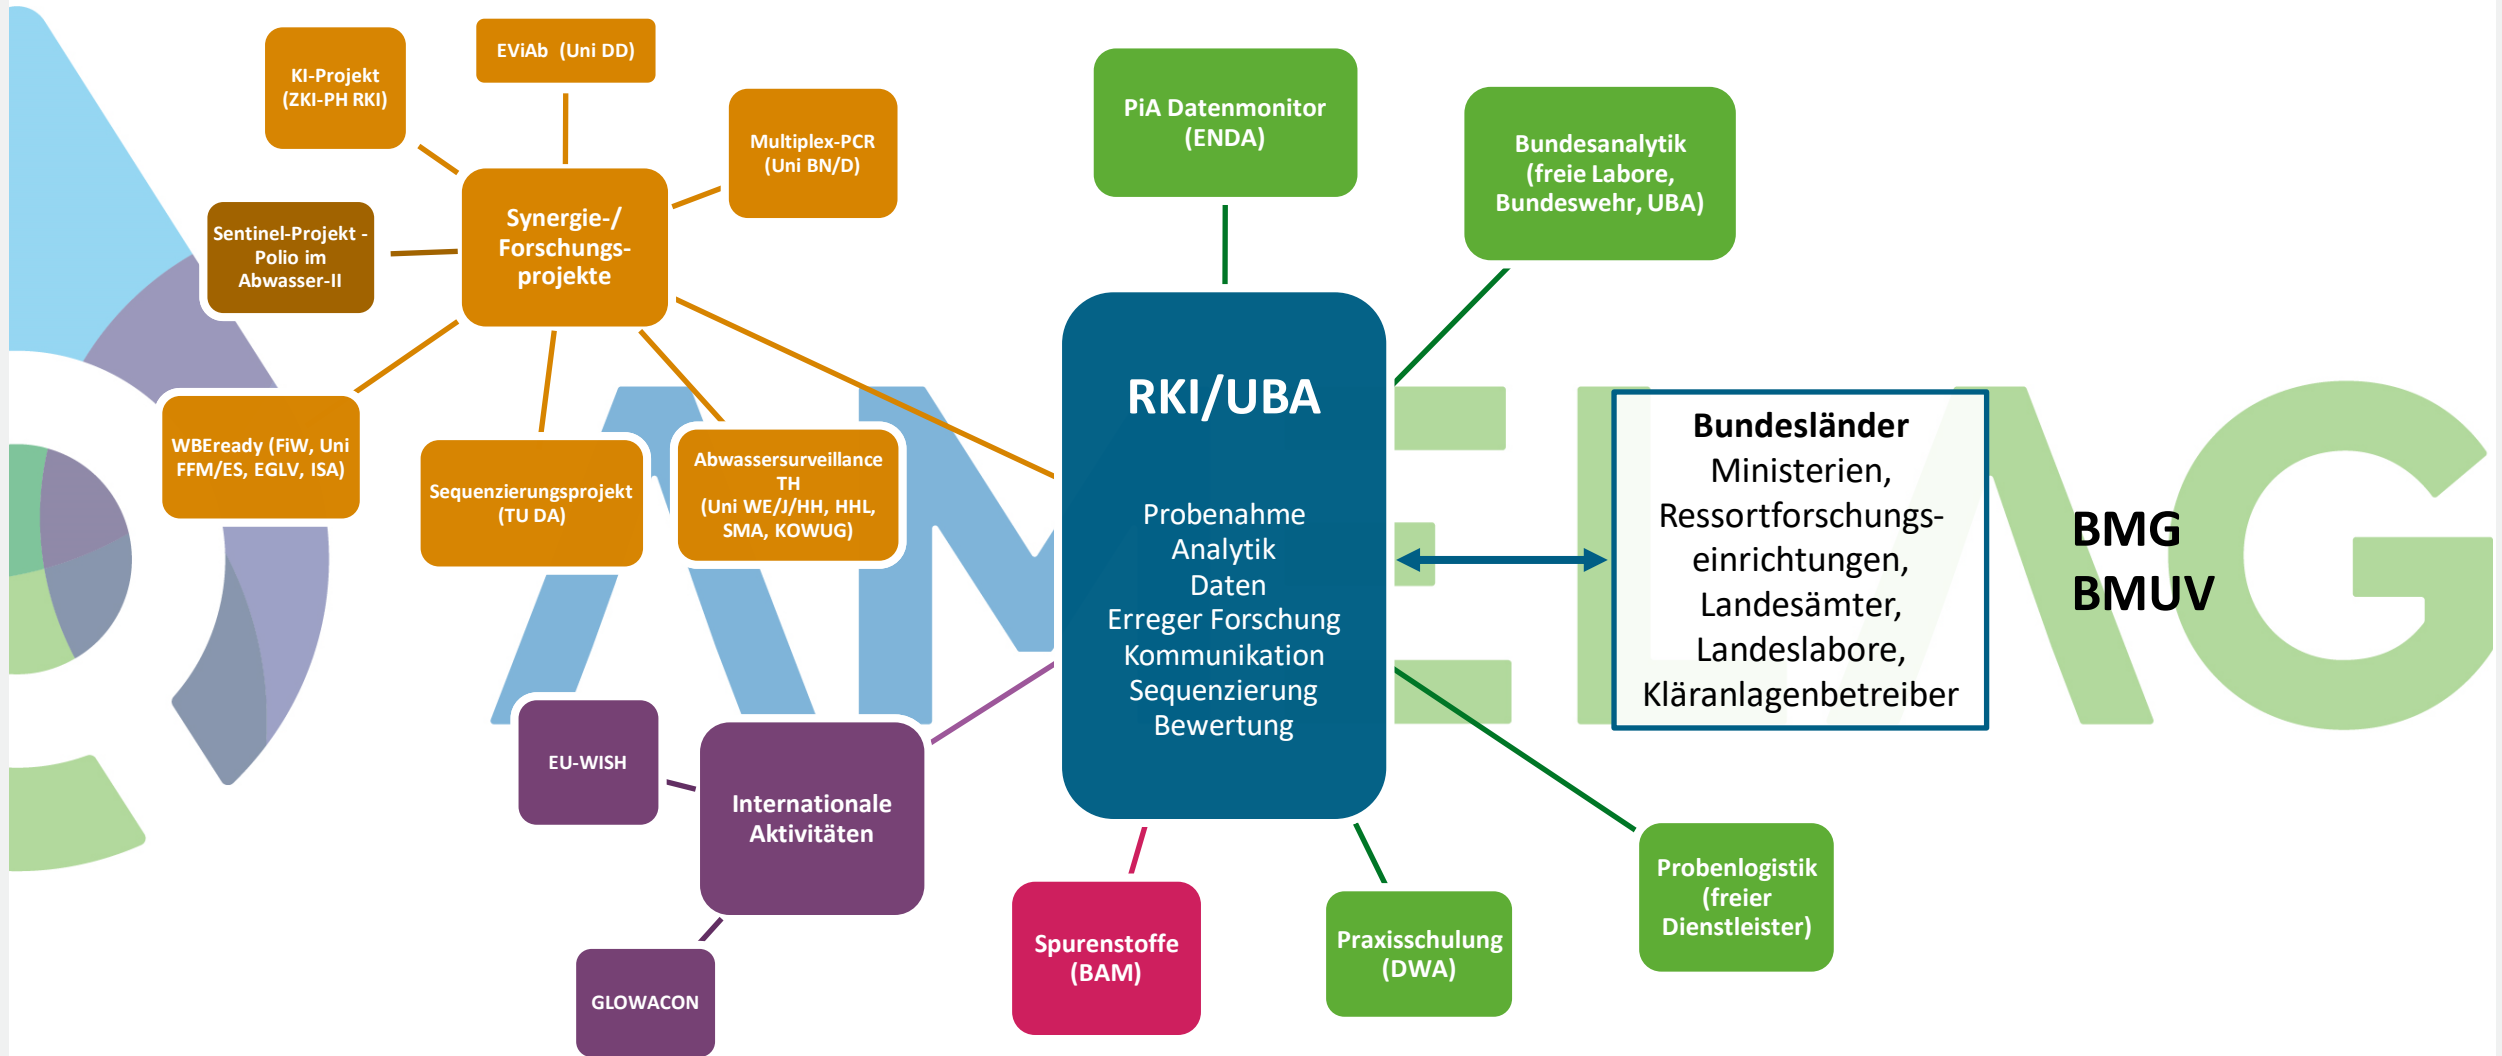 KI-Projekt
(ZKI-PH RKI)
EViAb (Uni DD)
Multiplex-PCR
(Uni BN/D)
Synergie-/
Forschungs-
projekte
Sentinel-Projekt -
Polio im
Abwasser-II
WBEready (FiW, Uni
FFM/ES, EGLV, ISA)
Sequenzierungsprojekt
(TU DA)
Abwassersurveillance
TH
(Uni WE/J/HH, HHL,
SMA, KOWUG)
PiA Datenmonitor
(ENDA)
Bundesanalytik
(freie Labore,
Bundeswehr, UBA)
RKI/UBA
Probenahme
Analytik
Daten
Erreger Forschung
Kommunikation
Sequenzierung
Bewertung
Bundesländer
Ministerien,
Ressortforschungs-
einrichtungen,
Landesämter,
Landeslabore,
Kläranlagenbetreiber
BMG
BMUV
AMELAG
EU-WISH
Internationale
Aktivitäten
GLOWACON
Spurenstoffe
(BAM)
Praxisschulung
(DWA)
Probenlogistik
(freier
Dienstleister)